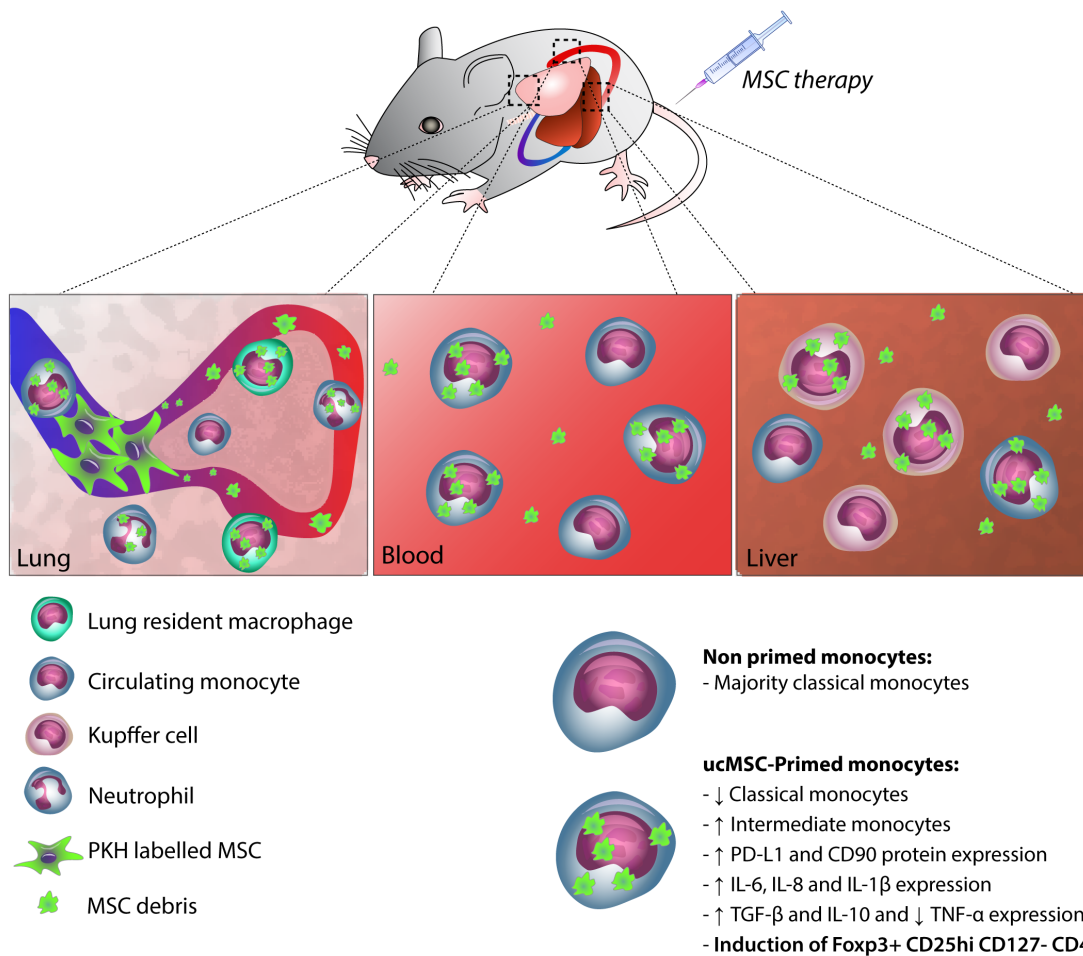 MSC therapy
Lung
Blood
Liver
Lung resident macrophage
Circulating monocyte
Kupffer cell
Neutrophil
PKH labelled MSC
MSC debris
Non primed monocytes:
- Majority classical monocytes
ucMSC-Primed monocytes:
- ↓ Classical monocytes
- ↑ Intermediate monocytes
- ↑ PD-L1 and CD90 protein expression
- ↑ IL-6, IL-8 and IL-1β expression
- ↑ TGF-β and IL-10 and ↓ TNF-α expression
- Induction of Foxp3+ CD25hi CD127- CD4